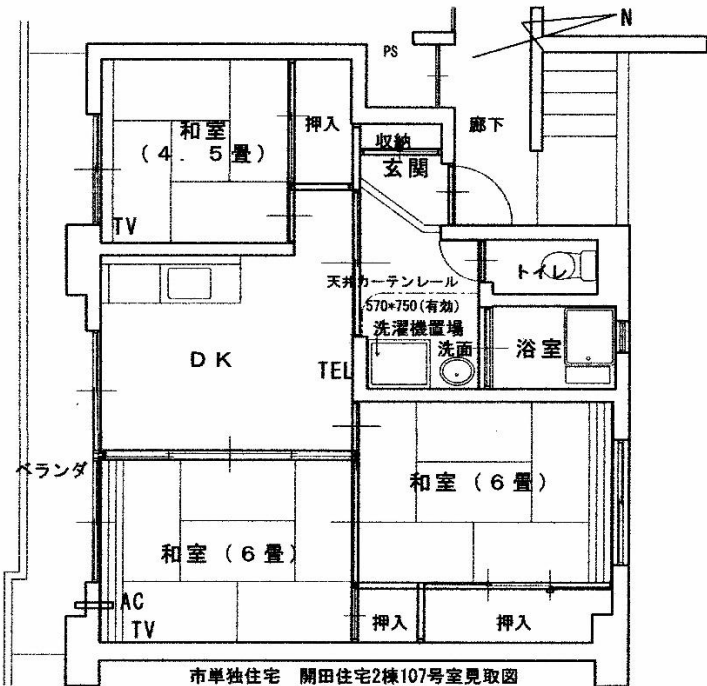 N
PS
和室
(４．５畳)
押入
収納
廊下
玄関
TV
トイレ
天井カーテンレール
570*750(有効)
洗濯機置場
洗面
浴室
ＤＫ
TEL
ベランダ
和室(６畳)
和室(６畳)
AC
TV
押入
押入
市単独住宅　開田住宅2棟107号室見取図